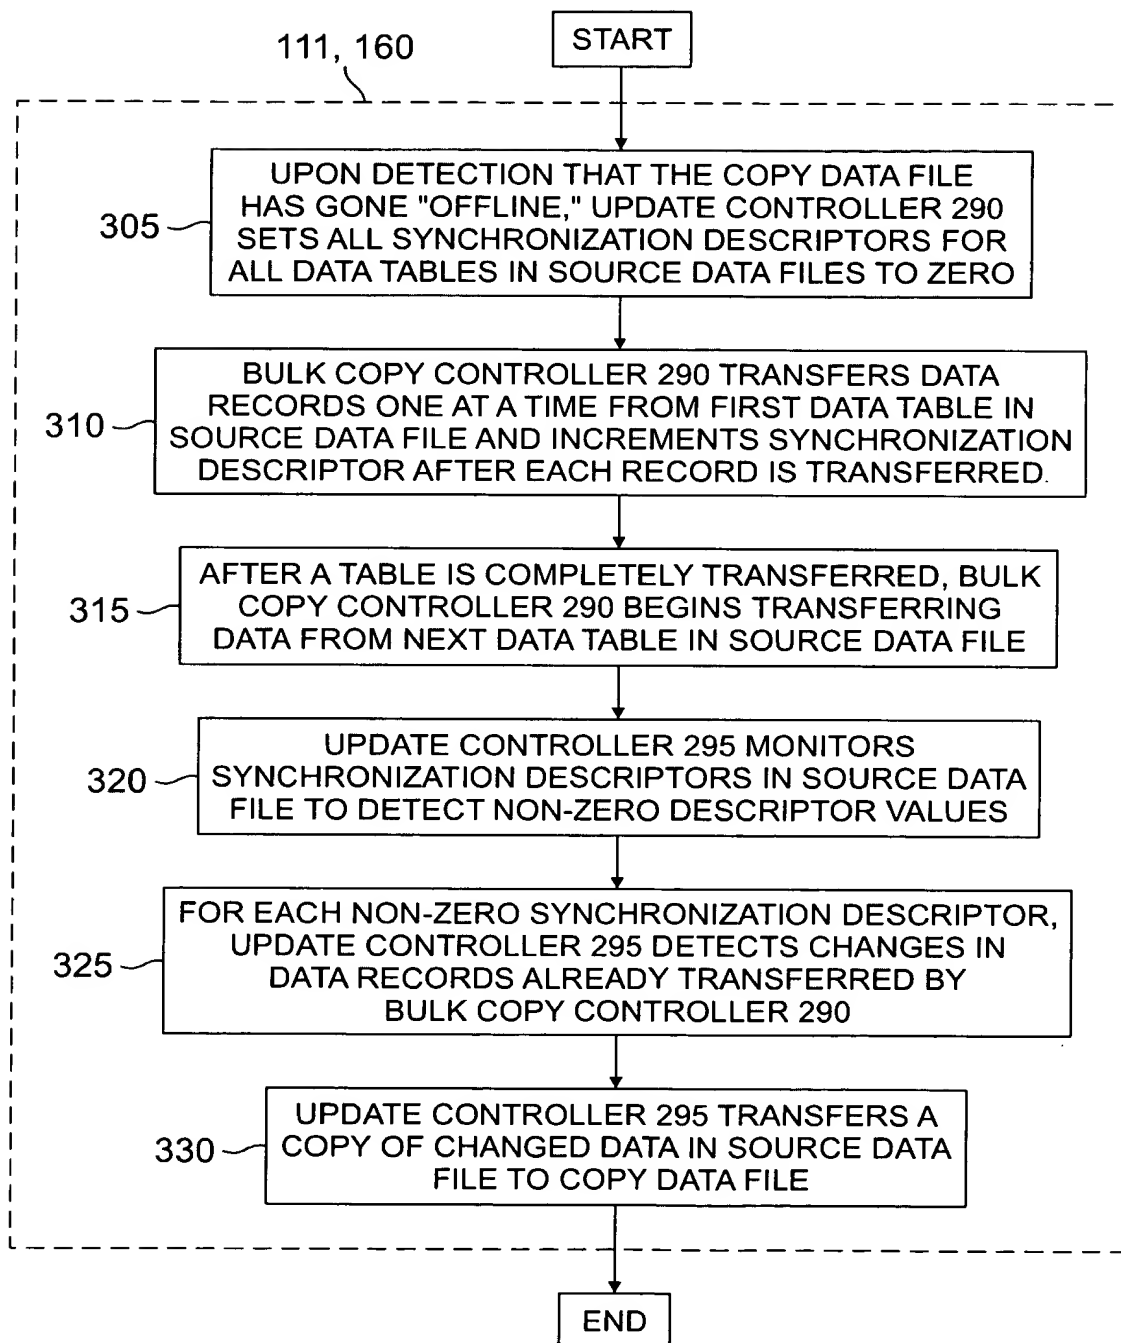 START
111, 160
305
UPON DETECTION THAT THE COPY DATA FILE
HAS GONE "OFFLINE," UPDATE CONTROLLER 290
SETS ALL SYNCHRONIZATION DESCRIPTORS FOR
ALL DATA TABLES IN SOURCE DATA FILES TO ZERO
310
BULK COPY CONTROLLER 290 TRANSFERS DATA
RECORDS ONE AT A TIME FROM FIRST DATA TABLE IN
SOURCE DATA FILE AND INCREMENTS SYNCHRONIZATION
DESCRIPTOR AFTER EACH RECORD IS TRANSFERRED.
315
AFTER A TABLE IS COMPLETELY TRANSFERRED, BULK
COPY CONTROLLER 290 BEGINS TRANSFERRING
DATA FROM NEXT DATA TABLE IN SOURCE DATA FILE
320
UPDATE CONTROLLER 295 MONITORS
SYNCHRONIZATION DESCRIPTORS IN SOURCE DATA
FILE TO DETECT NON-ZERO DESCRIPTOR VALUES
325
FOR EACH NON-ZERO SYNCHRONIZATION DESCRIPTOR,
UPDATE CONTROLLER 295 DETECTS CHANGES IN
DATA RECORDS ALREADY TRANSFERRED BY
BULK COPY CONTROLLER 290
330
UPDATE CONTROLLER 295 TRANSFERS A
COPY OF CHANGED DATA IN SOURCE DATA
FILE TO COPY DATA FILE
END